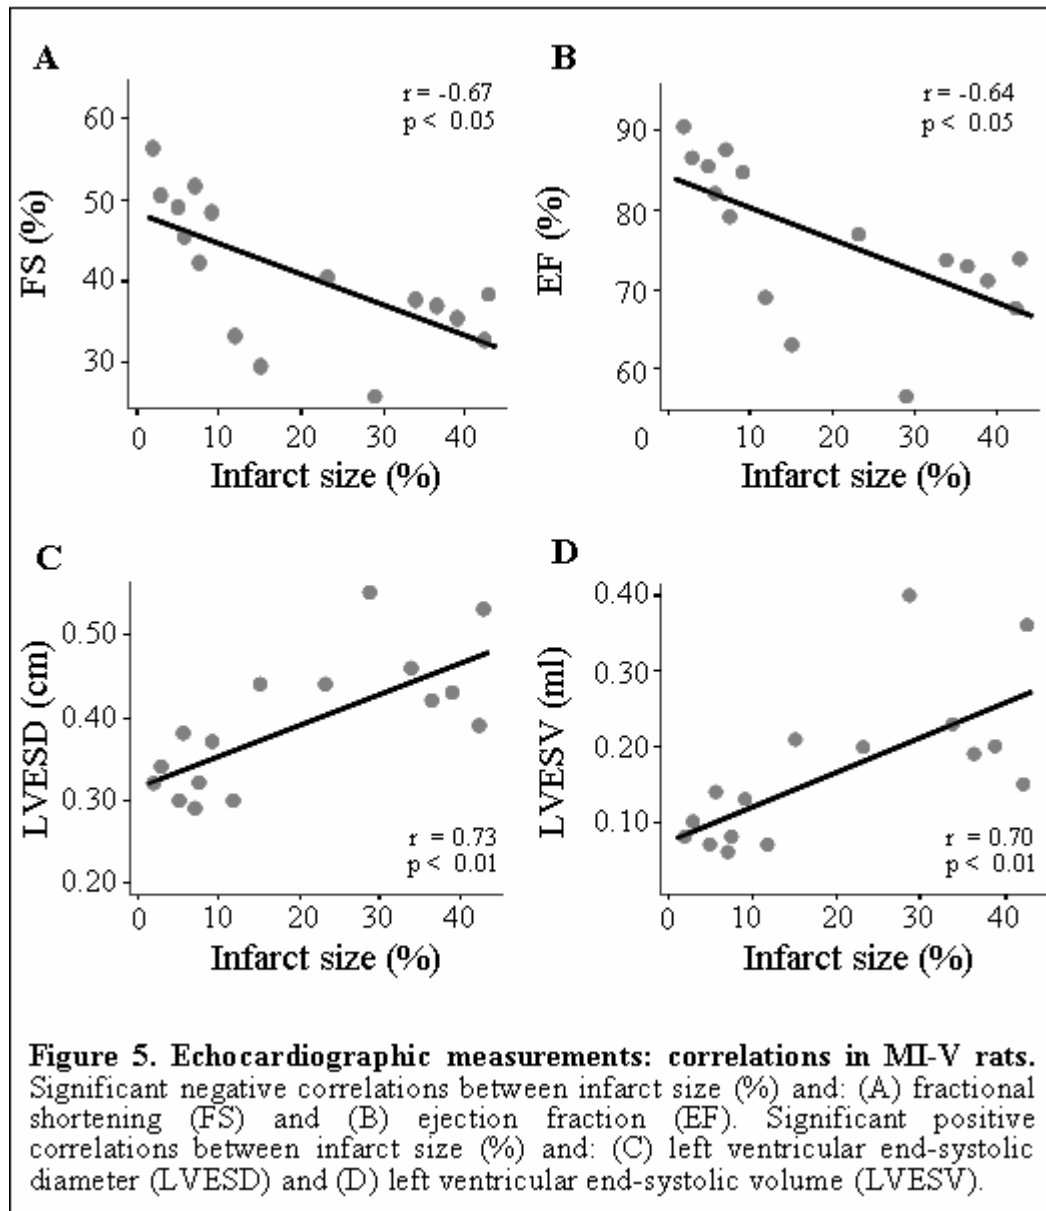 A
r = -0.67
p < 0.05
FS (%)
60
50
40
30
0 10 20 30 40
Infarct size (%)
B
r = -0.64
p < 0.05
EF (%)
90
80
70
60
0
0 10 20 30 40
Infarct size (%)
C
LVESD (cm)
0.50
0.40
0.30
0.20
r = 0.73
p < 0.01
0 10 20 30 40
Infarct size (%)
D
LVESV (ml)
0.40
0.30
0.20
0.10
r = 0.70
p < 0.01
0 10 20 30 40
Infarct size (%)
Figure 5. Echocardiographic measurements: correlations in MI-V rats.
Significant negative correlations between infarct size (%) and: (A) fractional
shortening (FS) and (B) ejection fraction (EF). Significant positive
correlations between infarct size (%) and: (C) left ventricular end-systolic
diameter (LVESD) and (D) left ventricular end-systolic volume (LVESV).